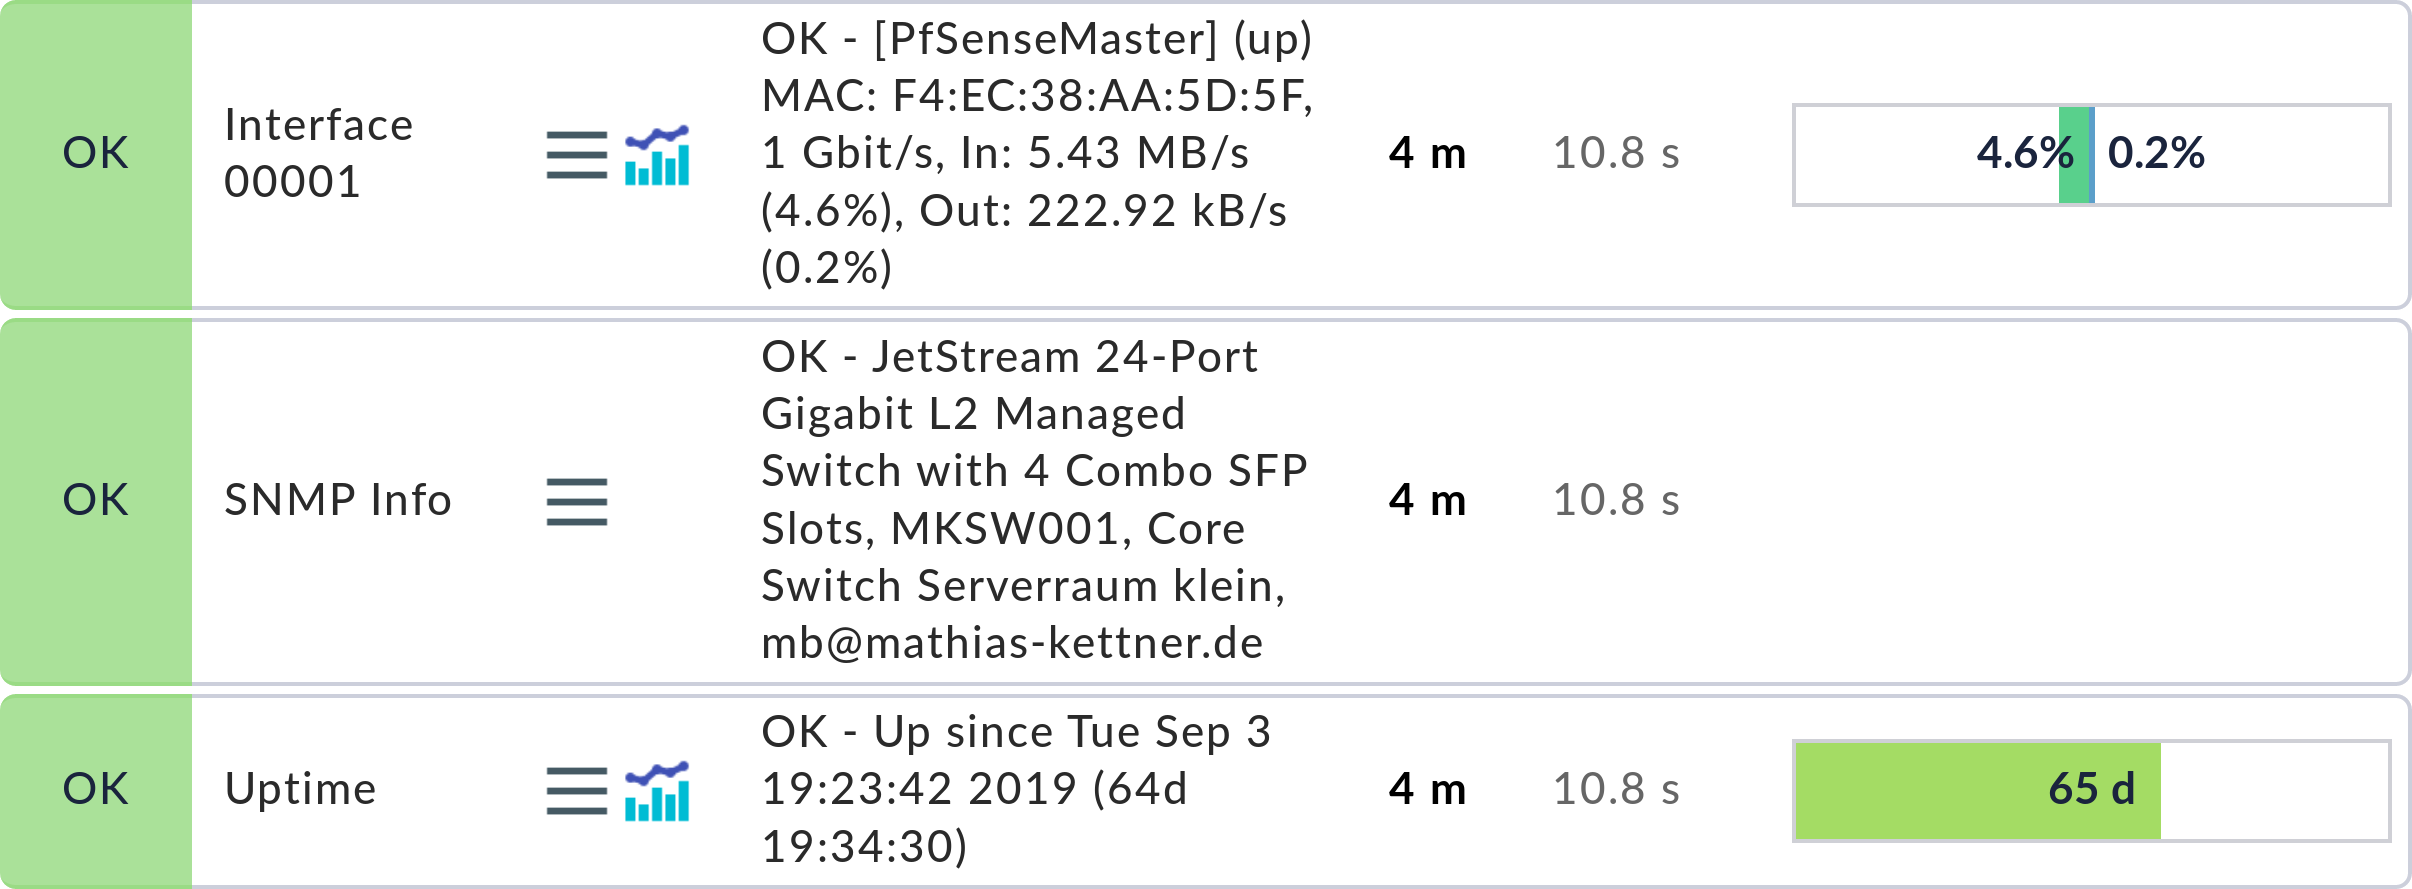 OK
Interface
00001
OK - [PfSenseMaster] (up)
MAC: F4:EC:38:AA:5D:5F,
1 Gbit/s, In: 5.43 MB/s
(4.6%), Out: 222.92 kB/s
(0.2%)
4 m
10.8 s
4.6% 0.2%
OK
SNMP Info
OK - JetStream 24-Port
Gigabit L2 Managed
Switch with 4 Combo SFP
Slots, MKSW001, Core
Switch Serverraum klein,
mb@mathias-kettner.de
4 m
10.8 s
OK
Uptime
OK - Up since Tue Sep 3
19:23:42 2019 (64d
19:34:30)
4 m
10.8 s
65 d